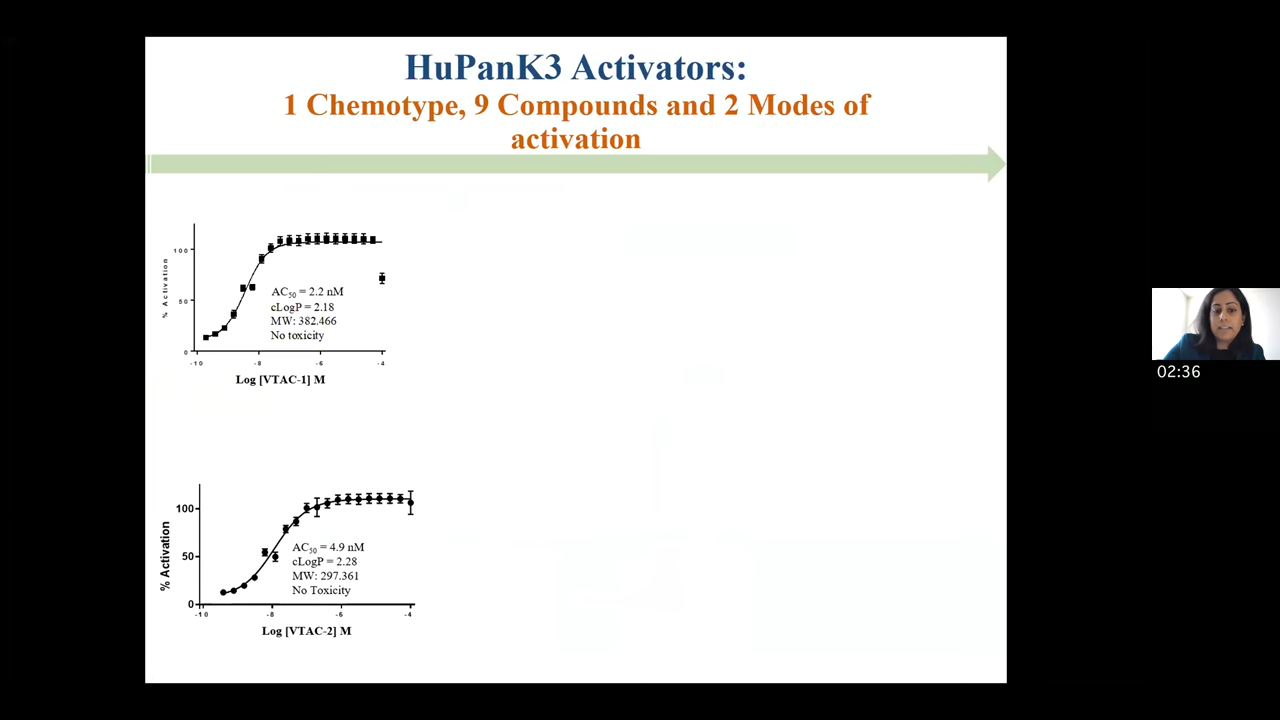 HuPanK3 Activators:
1 Chemotype, 9 Compounds and 2 Modes of
activation
% Activation
100
50
0
AC50 = 2.2 nM
cLogP = 2.18
MW: 382.466
No toxicity
-10
-8
-6
-4
Log [VTAC-1] M
02:36
% Activation
100
50
0
AC50 = 4.9 nM
cLogP = 2.28
MW: 297.361
No Toxicity
-10
-8
-6
-4
Log [VTAC-2] M